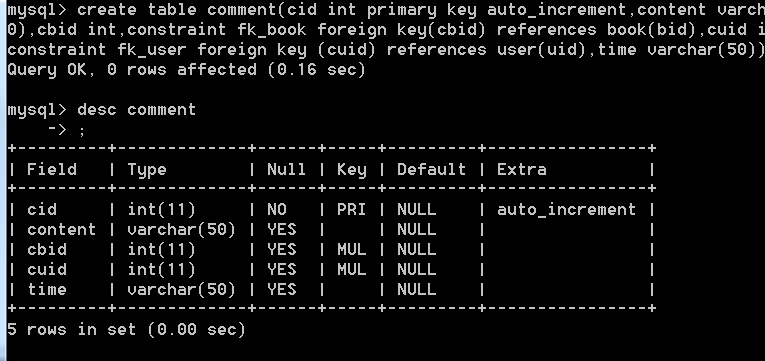 mysql> create table comment(cid int primary key auto_increment,content varch
0),cbid int,constraint fk_book foreign key(cbid) references book(bid),cuid i
constraint fk_user foreign key (cuid) references user(uid),time varchar(50))
Query OK, 0 rows affected (0.16 sec)
mysql> desc comment
    -> ;
+---------+-------------+------+-----+---------+----------------+
| Field   | Type        | Null | Key | Default | Extra          |
+---------+-------------+------+-----+---------+----------------+
| cid     | int(11)     | NO   | PRI | NULL    | auto_increment |
| content | varchar(50) | YES  |     | NULL    |                |
| cbid    | int(11)     | YES  | MUL | NULL    |                |
| cuid    | int(11)     | YES  | MUL | NULL    |                |
| time    | varchar(50) | YES  |     | NULL    |                |
+---------+-------------+------+-----+---------+----------------+
5 rows in set (0.00 sec)